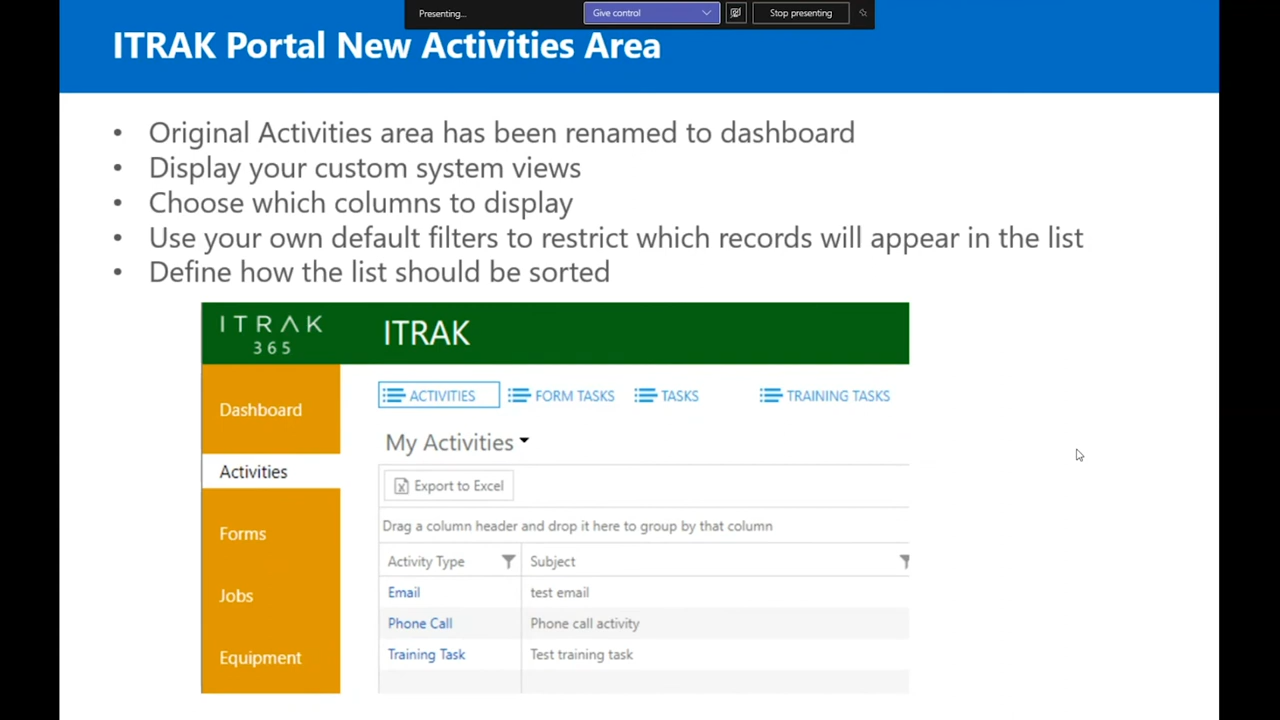 Presenting...
Give control
Stop presenting
ITRAK Portal New Activities Area
• Original Activities area has been renamed to dashboard
• Display your custom system views
• Choose which columns to display
• Use your own default filters to restrict which records will appear in the list
• Define how the list should be sorted
ITRAK
365
ITRAK
Dashboard
Activities
Forms
Jobs
Equipment
ACTIVITIES FORM TASKS TASKS TRAINING TASKS
My Activities
Export to Excel
Drag a column header and drop it here to group by that column
Activity Type Subject
Email test email
Phone Call Phone call activity
Training Task Test training task